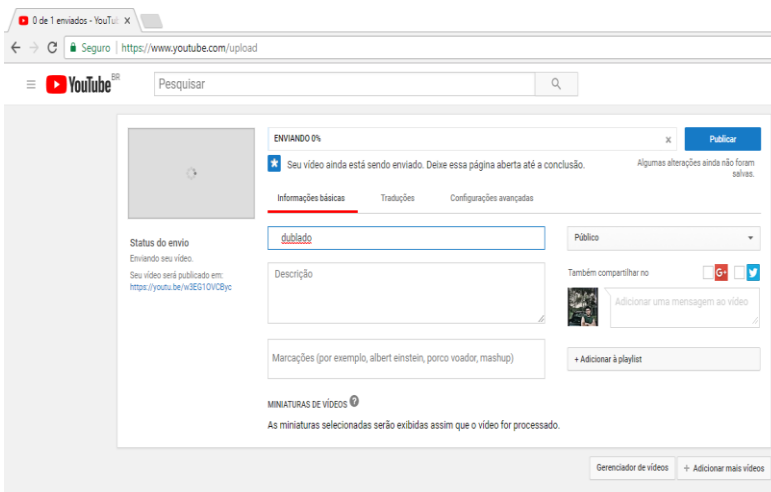 0 de 1 enviados - YouTu
Seguro | https://www.youtube.com/upload
YouTube BR
Pesquisar
ENVIANDO 0%
x
Publicar
Seu vídeo ainda está sendo enviado. Deixe essa página aberta até a conclusão.
Algumas alterações ainda não foram
salvas.
Informações básicas
Traduções
Configurações avançadas
dublado
Público
Status do envio
Enviando seu vídeo.
Seu vídeo será publicado em:
https://youtu.be/w3EG1OVCByc
Descrição
Também compartilhar no
G+
Adicionar uma mensagem ao vídeo
Marcações (por exemplo, albert einstein, porco voador, mashup)
+ Adicionar à playlist
MINIATURAS DE VÍDEOS ?
As miniaturas selecionadas serão exibidas assim que o vídeo for processado.
Gerenciador de vídeos
+ Adicionar mais vídeos